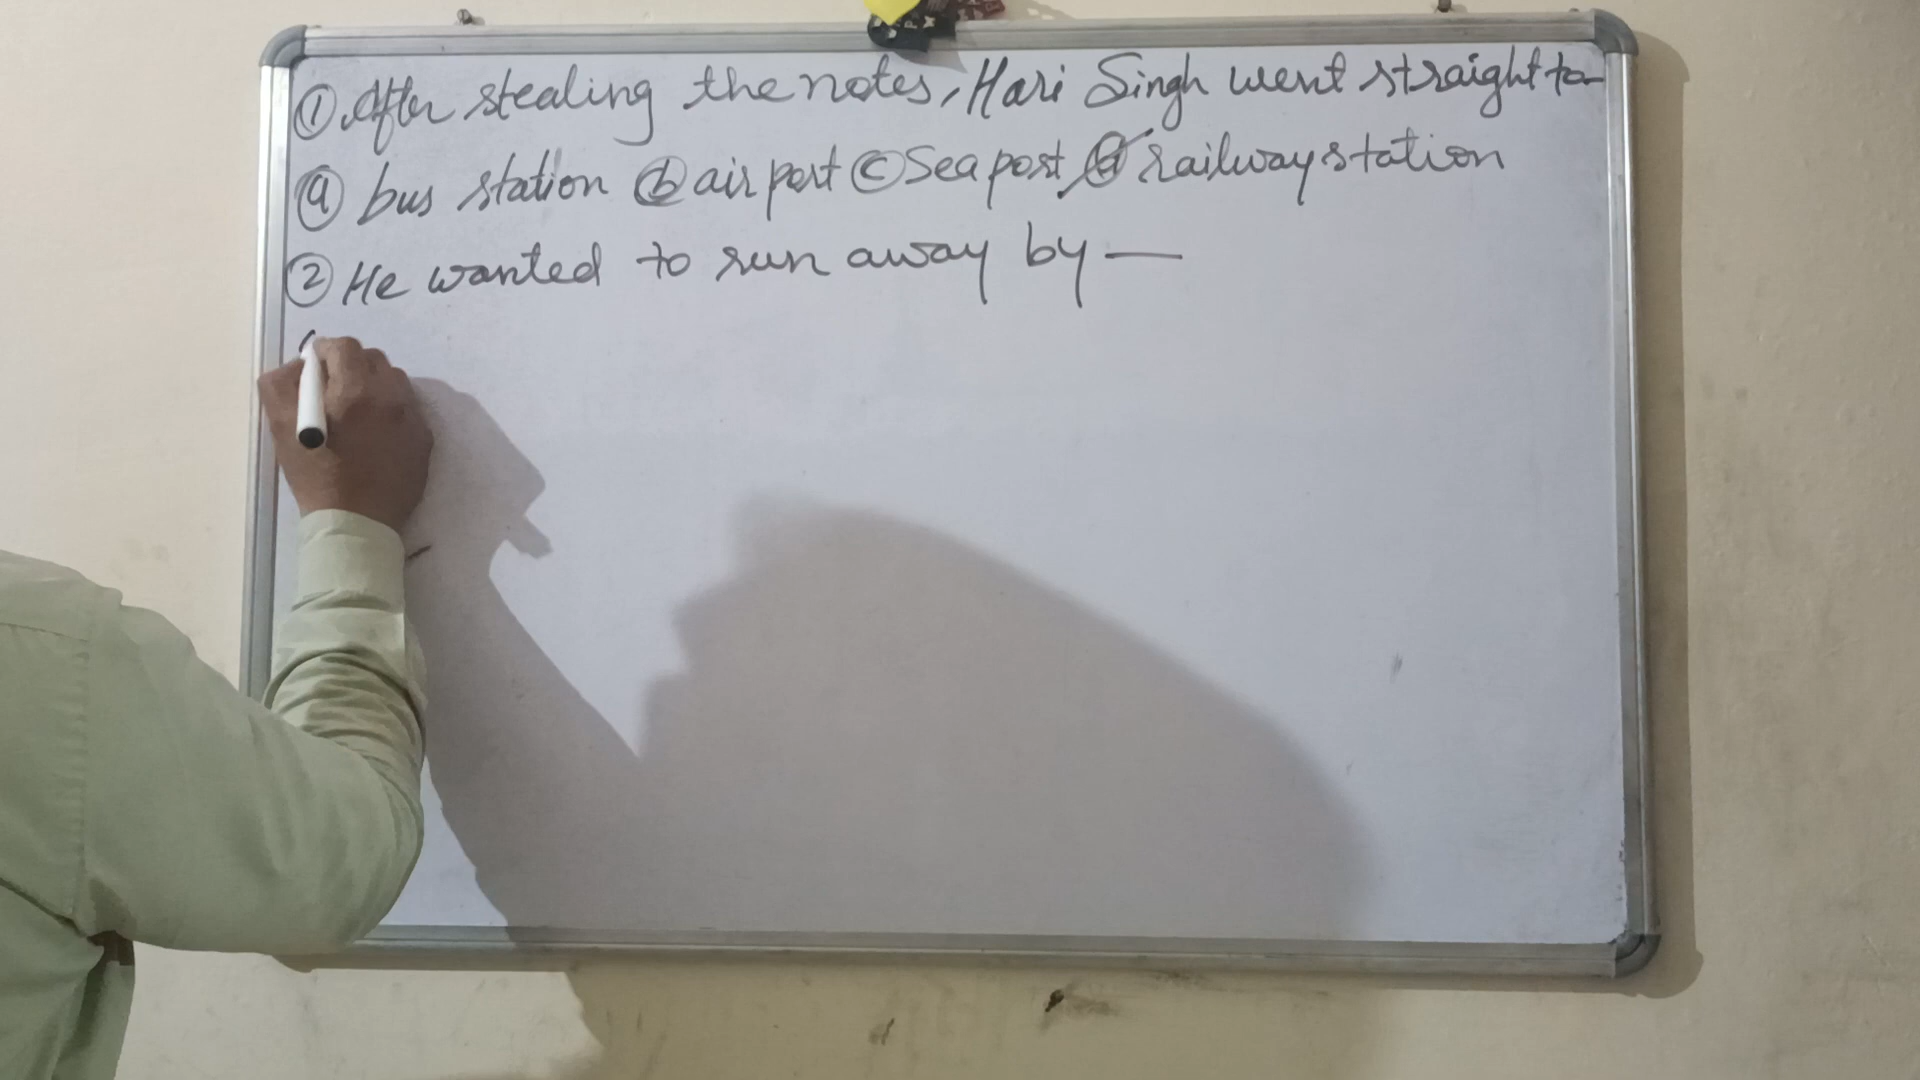 ① After stealing the notes, Hari Singh went straight to-
ⓐ bus station ⓑ air port ⓒ Sea port ⓓ railway station
② He wanted to run away by —